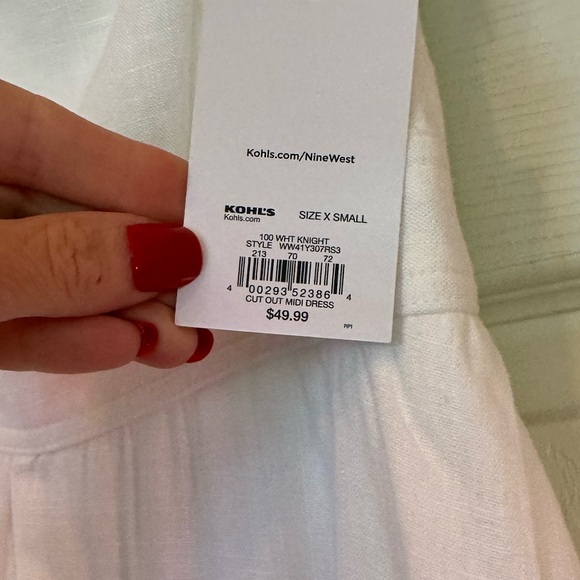 Kohls.com/NineWest
KOHL'S SIZE X SMALL
Kohls.com
100 WHT KNIGHT
STYLE WW41Y307RS3
213 70 72
4 00293 52386 4
CUT OUT MIDI DRESS
$49.99
PIP1